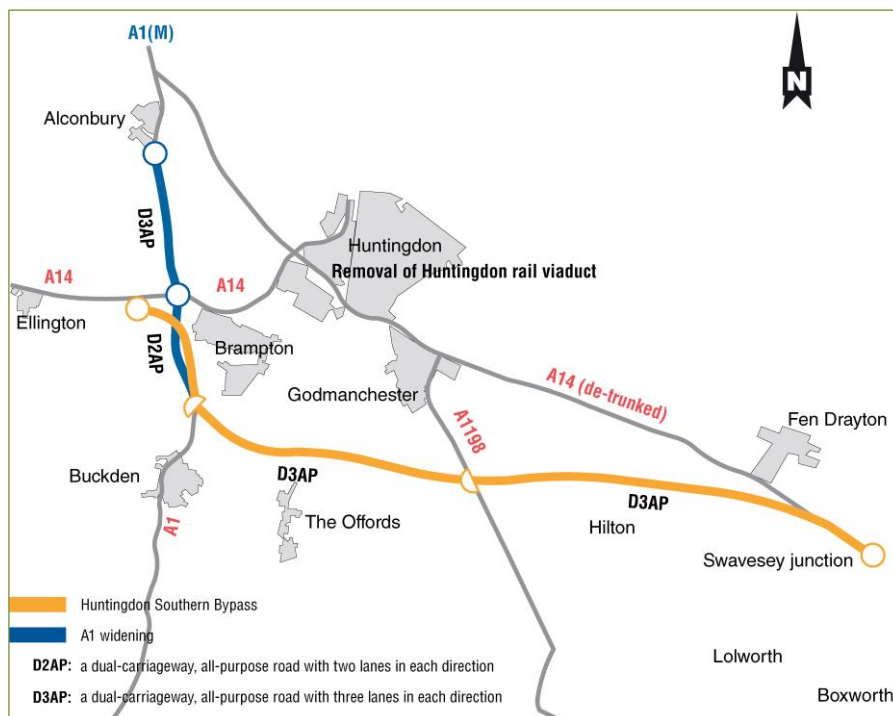 A1(M)
N
Alconbury
D3AP
Huntingdon
Removal of Huntingdon rail viaduct
A14
A14
Ellington
D2AP
Brampton
Godmanchester
A14 (de-trunked)
A1198
Fen Drayton
Buckden
D3AP
D3AP
The Offords
A1
Hilton
Swavesey junction
Huntingdon Southern Bypass
A1 widening
Lolworth
D2AP: a dual-carriageway, all-purpose road with two lanes in each direction
D3AP: a dual-carriageway, all-purpose road with three lanes in each direction
Boxworth